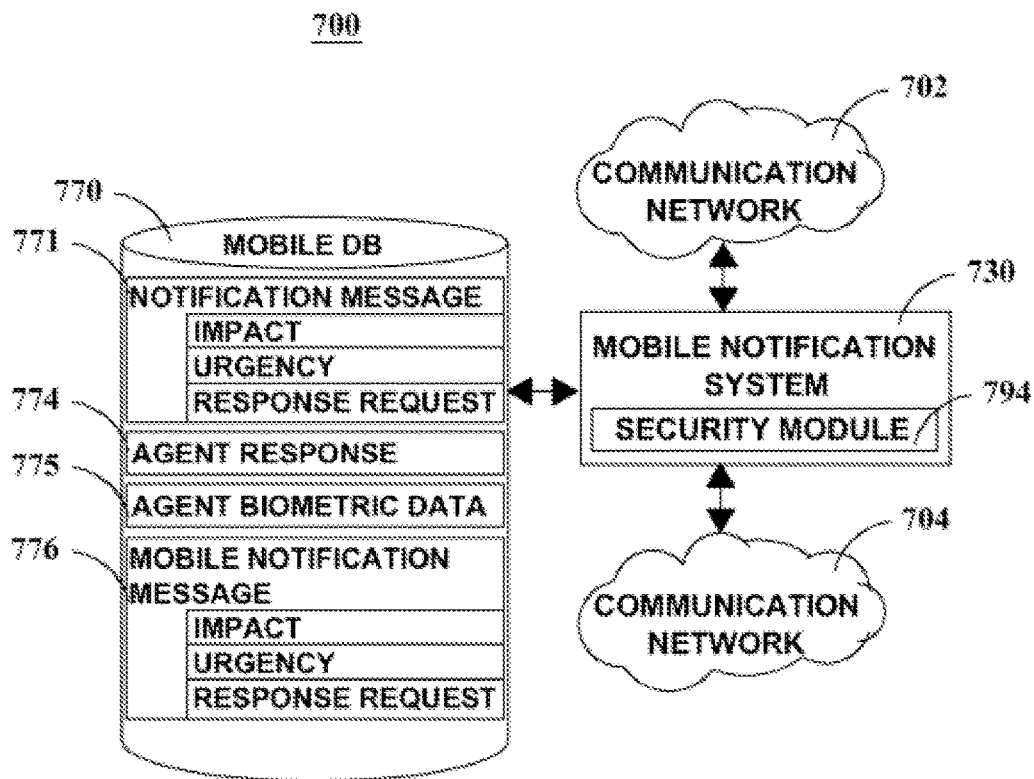 700
702
COMMUNICATION
NETWORK
770
MOBILE DB
771
NOTIFICATION MESSAGE
IMPACT
URGENCY
RESPONSE REQUEST
730
MOBILE NOTIFICATION
SYSTEM
794
SECURITY MODULE
774
AGENT RESPONSE
775
AGENT BIOMETRIC DATA
776
MOBILE NOTIFICATION
MESSAGE
IMPACT
URGENCY
RESPONSE REQUEST
704
COMMUNICATION
NETWORK